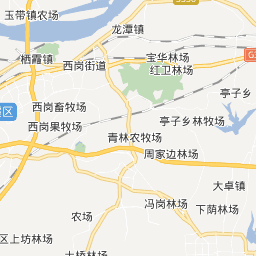 玉带镇农场
龙潭镇
栖霞镇
西岗街道
宝华林场
红卫林场
亭子乡
西岗畜牧场
区
西岗果牧场
亭子乡林牧场
青林农牧场
周家边林场
大卓镇
冯岗林场
下荫林场
农场
区上坊林场